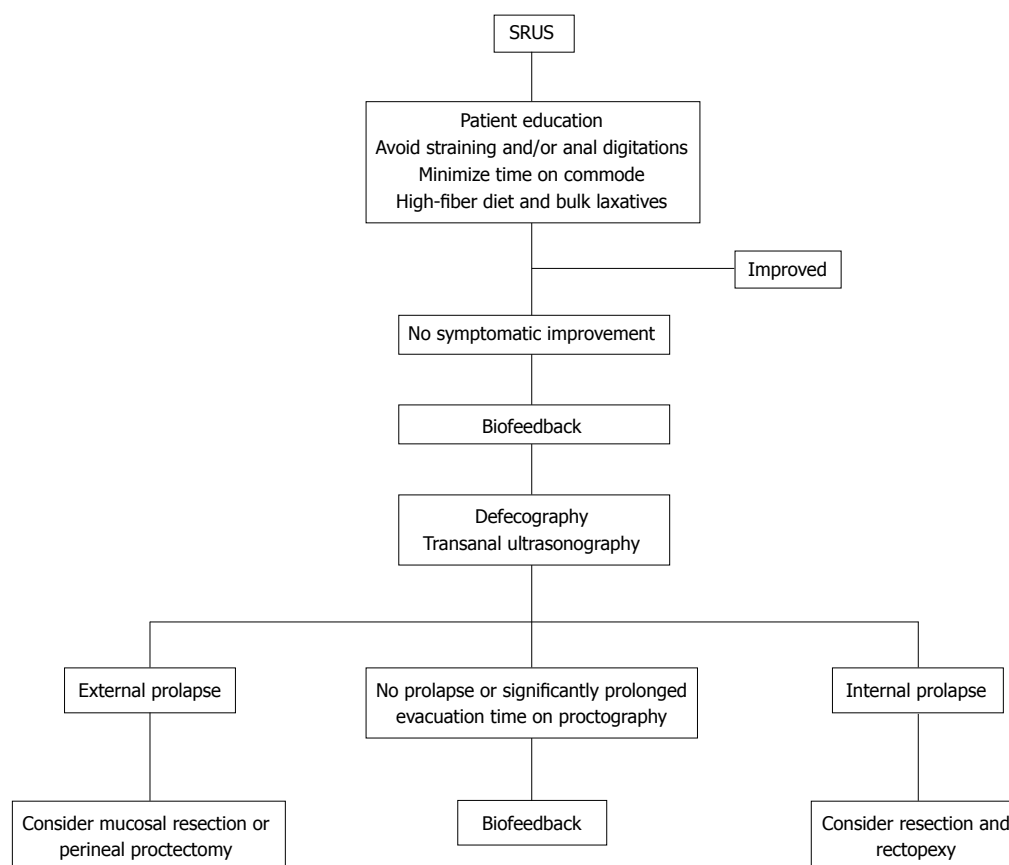 SRUS
Patient education
Avoid straining and/or anal digitations
Minimize time on commode
High-fiber diet and bulk laxatives
Improved
No symptomatic improvement
Biofeedback
Defecography
Transanal ultrasonography
External prolapse
No prolapse or significantly prolonged
evacuation time on proctography
Internal prolapse
Consider mucosal resection or
perineal proctectomy
Biofeedback
Consider resection and
rectopexy